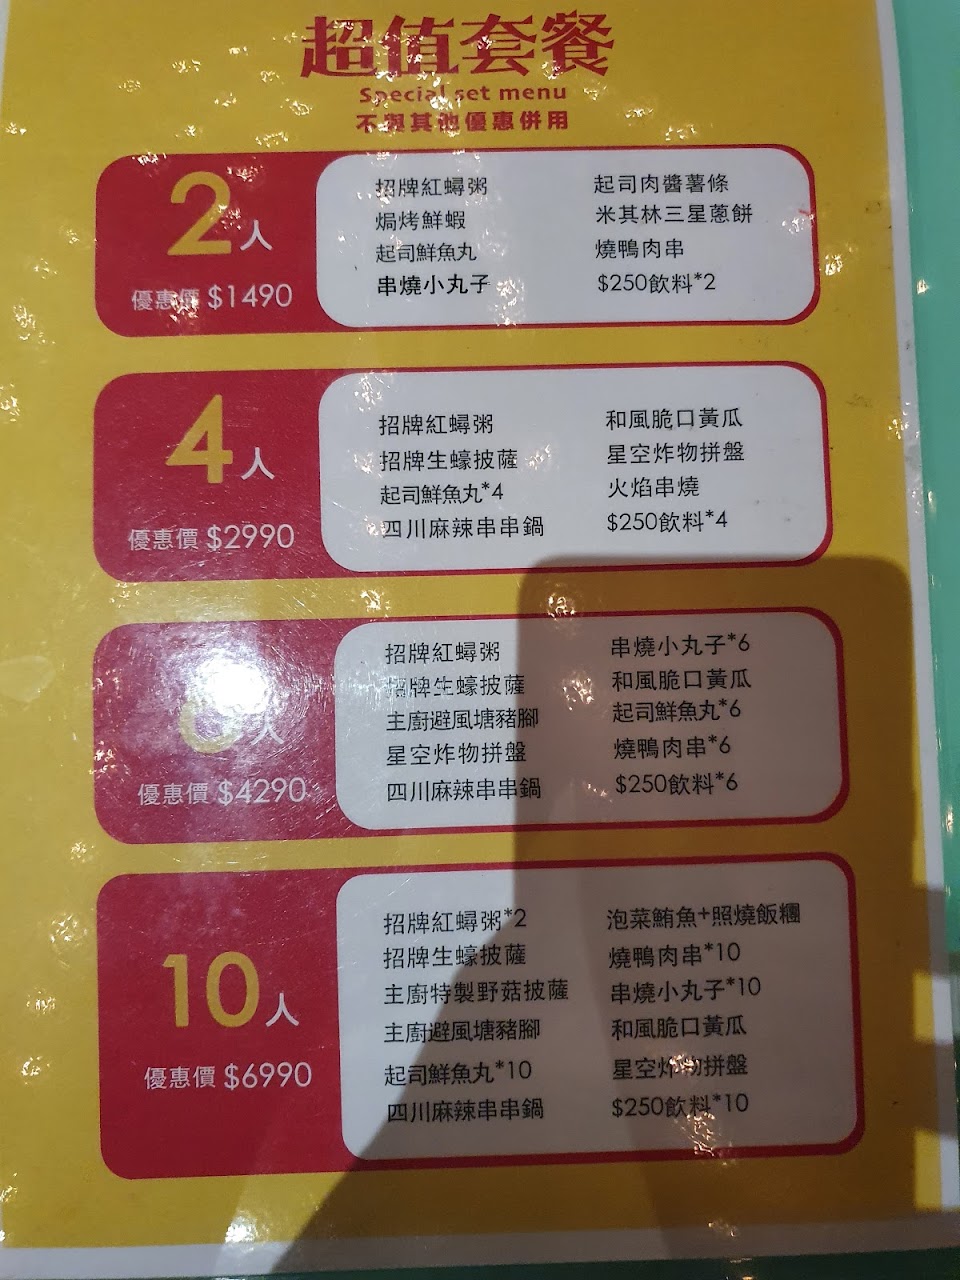 超值套餐
Special set menu
不與其他優惠併用
2人
優惠價 $1490
招牌紅蟳粥
焗烤鮮蝦
起司鮮魚丸
串燒小丸子
起司肉醬薯條
米其林三星蔥餅
燒鴨肉串
$250飲料*2
4人
優惠價 $2990
招牌紅蟳粥
招牌生蠔披薩
起司鮮魚丸*4
四川麻辣串串鍋
和風脆口黃瓜
星空炸物拼盤
火焰串燒
$250飲料*4
6人
優惠價 $4290
招牌紅蟳粥
招牌生蠔披薩
主廚避風塘豬腳
星空炸物拼盤
四川麻辣串串鍋
串燒小丸子*6
和風脆口黃瓜
起司鮮魚丸*6
燒鴨肉串*6
$250飲料*6
10人
優惠價 $6990
招牌紅蟳粥*2
招牌生蠔披薩
主廚特製野菇披薩
主廚避風塘豬腳
起司鮮魚丸*10
四川麻辣串串鍋
泡菜鮪魚+照燒飯糰
燒鴨肉串*10
串燒小丸子*10
和風脆口黃瓜
星空炸物拼盤
$250飲料*10